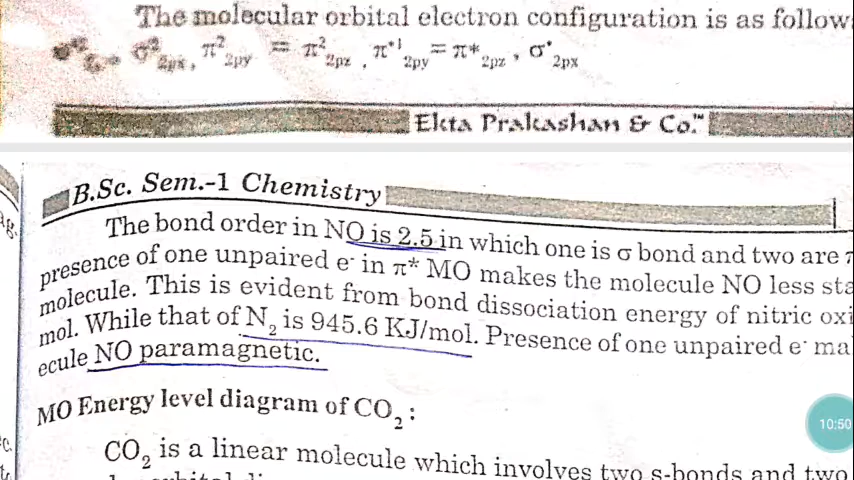 The molecular orbital electron configuration is as follow
σ²2px, π²2py = π²2pz, π*¹2py = π*2pz, σ*2px
Ekta Prakashan & Co.™
B.Sc. Sem.-1 Chemistry
The bond order in NO is 2.5 in which one is σ bond and two are
presence of one unpaired e⁻ in π* MO makes the molecule NO less sta
molecule. This is evident from bond dissociation energy of nitric oxi
mol. While that of N₂ is 945.6 KJ/mol. Presence of one unpaired e⁻ ma
ecule NO paramagnetic.
MO Energy level diagram of CO₂ :
10:50
CO₂ is a linear molecule which involves two s-bonds and two